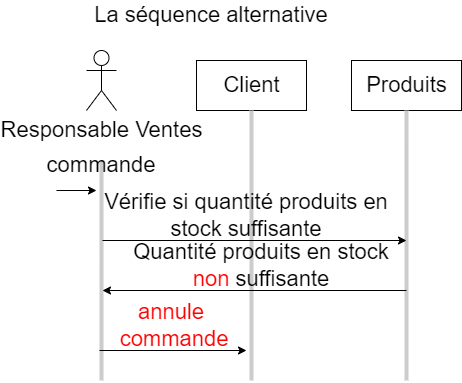 La séquence alternative
Client
Produits
Responsable Ventes
commande
Vérifie si quantité produits en
stock suffisante
Quantité produits en stock
non suffisante
annule
commande